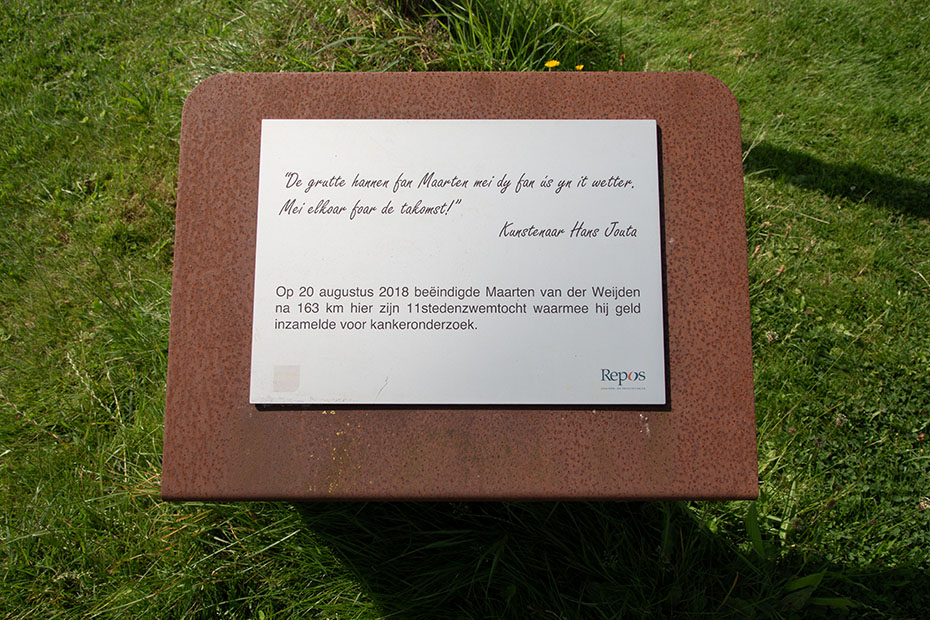 "De grutte hannen fan Maarten mei dy fan ús yn it wetter.
Mei elkoar foar de takomst!"
Kunstenaar Hans Jouta
Op 20 augustus 2018 beëindigde Maarten van der Weijden
na 163 km hier zijn 11stedenzwemtocht waarmee hij geld
inzamelde voor kankeronderzoek.
Repos